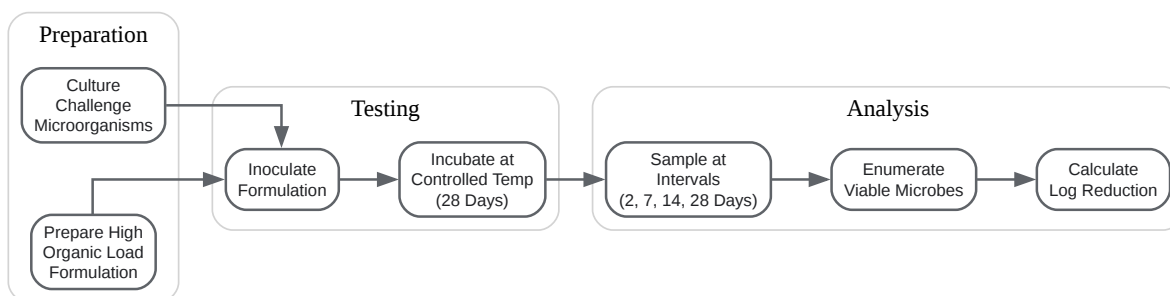 Preparation
Culture
Challenge
Microorganisms
Prepare High
Organic Load
Formulation
Testing
Inoculate
Formulation
Incubate at
Controlled Temp
(28 Days)
Analysis
Sample at
Intervals
(2, 7, 14, 28 Days)
Enumerate
Viable Microbes
Calculate
Log Reduction